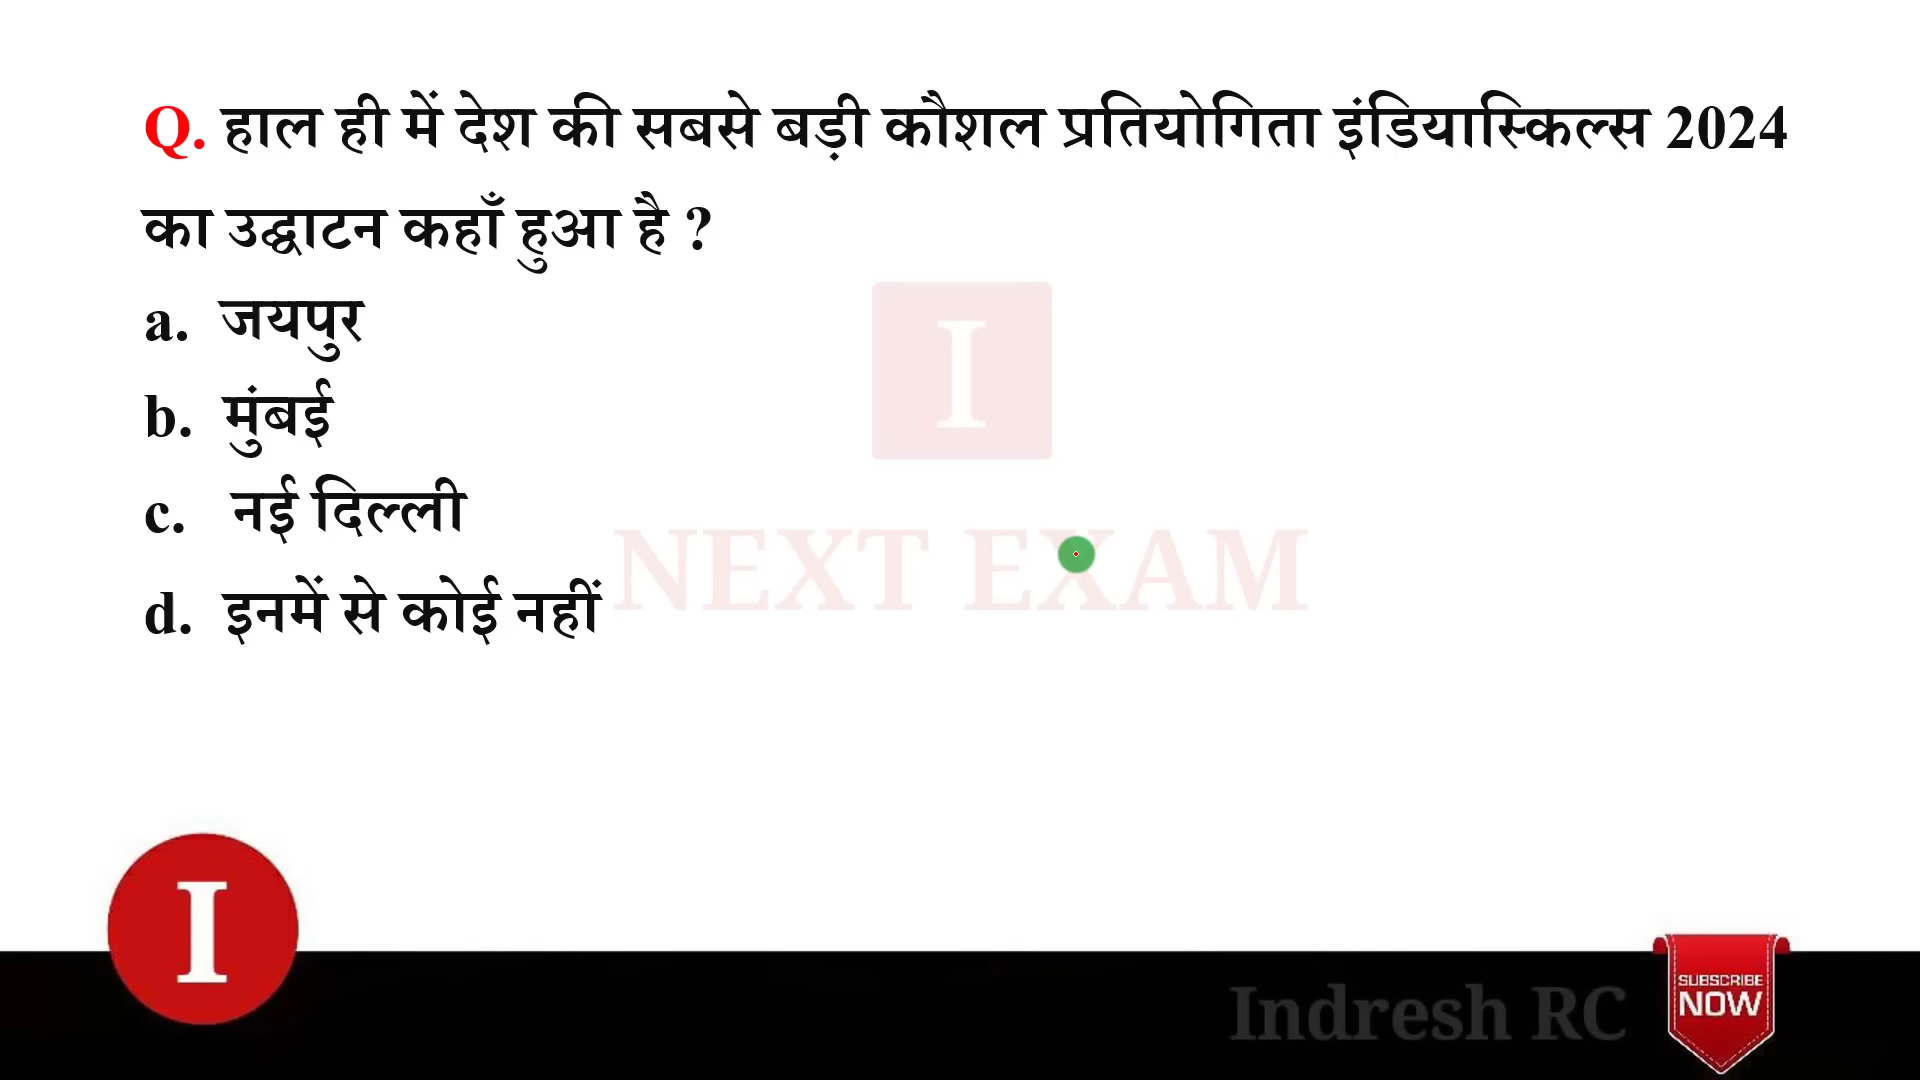 Q. हाल ही में देश की सबसे बड़ी कौशल प्रतियोगिता इंडियास्किल्स 2024
का उद्घाटन कहाँ हुआ है ?
a. जयपुर
b. मुंबई
c. नई दिल्ली
d. इनमें से कोई नहीं
I
NEXT EXAM
I
Indresh RC
SUBSCRIBE
NOW